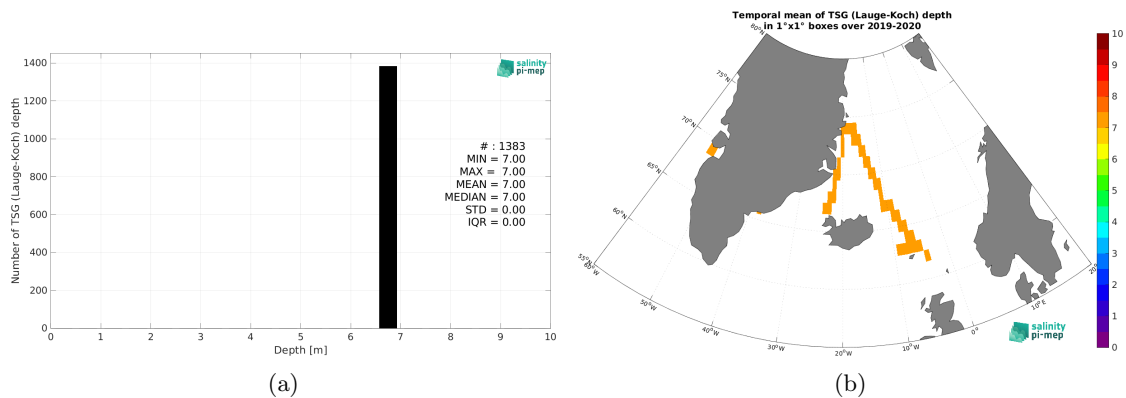 1400
1200
1000
800
600
400
200
0
Number of TSG (Lauge-Koch) depth
salinity
pi-mep
# : 1383
MIN = 7.00
MAX = 7.00
MEAN = 7.00
MEDIAN = 7.00
STD = 0.00
IQR = 0.00
0 1 2 3 4 5 6 7 8 9 10
Depth [m]
(a)
Temporal mean of TSG (Lauge-Koch) depth
in 1°x1° boxes over 2019-2020
80°N
75°N
70°N
65°N
60°N
55°N
60°W
50°W
40°W
30°W
20°W
10°W
0°
10°E
salinity
pi-mep
10
9
8
7
6
5
4
3
2
1
0
(b)